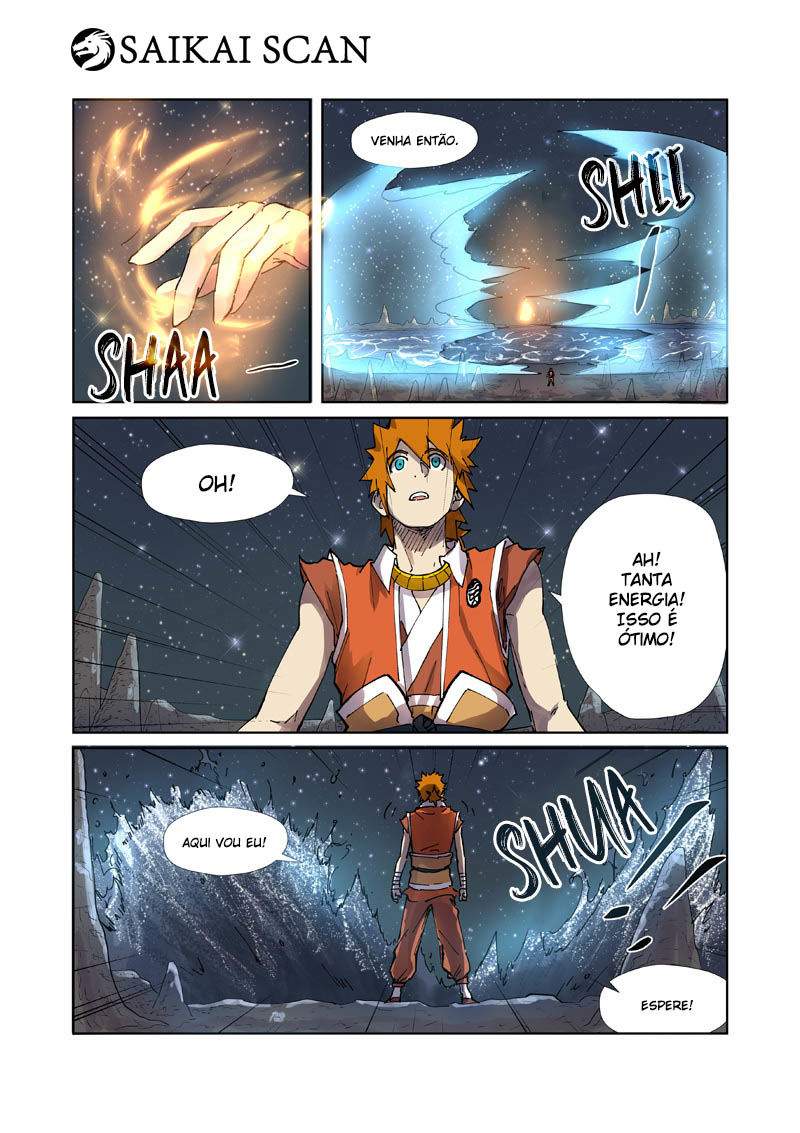 SAIKAI SCAN
SHAA
VENHA ENTÃO.
SHII
OH!
AH!
TANTA
ENERGIA!
ISSO É
ÓTIMO!
AQUI VOU EU!
SHUA
ESPERE!